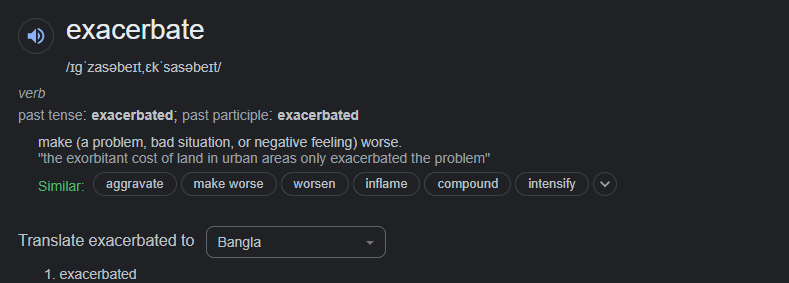 exacerbate
/ɪɡˈzasəbeɪt,ɛkˈsasəbeɪt/
verb
past tense: exacerbated; past participle: exacerbated
make (a problem, bad situation, or negative feeling) worse.
"the exorbitant cost of land in urban areas only exacerbated the problem"
Similar: aggravate make worse worsen inflame compound intensify
Translate exacerbated to Bangla
1. exacerbated